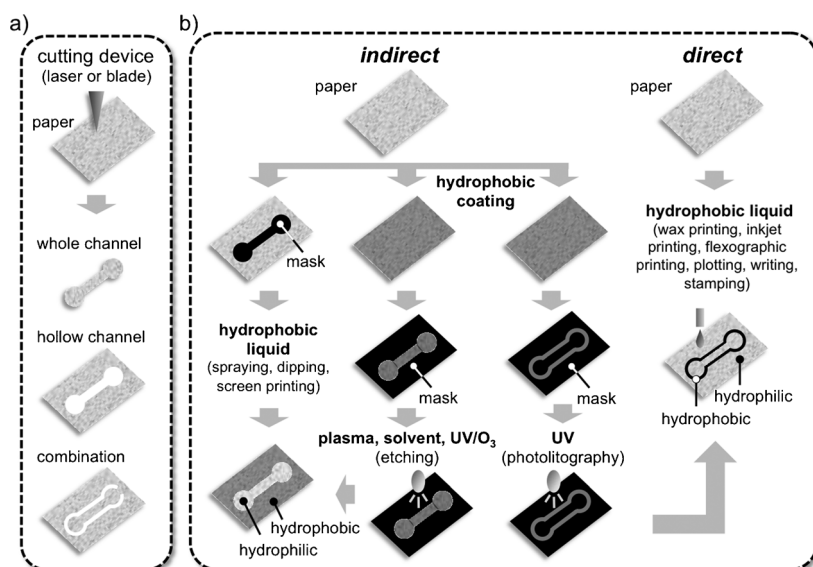 a)
cutting device
(laser or blade)
paper
whole channel
hollow channel
combination
b)
indirect
paper
hydrophobic
coating
mask
hydrophobic
liquid
(spraying, dipping,
screen printing)
mask
mask
plasma, solvent, UV/O3
(etching)
UV
(photolitography)
hydrophobic
hydrophilic
direct
paper
hydrophobic liquid
(wax printing, inkjet
printing, flexographic
printing, plotting, writing,
stamping)
hydrophilic
hydrophobic